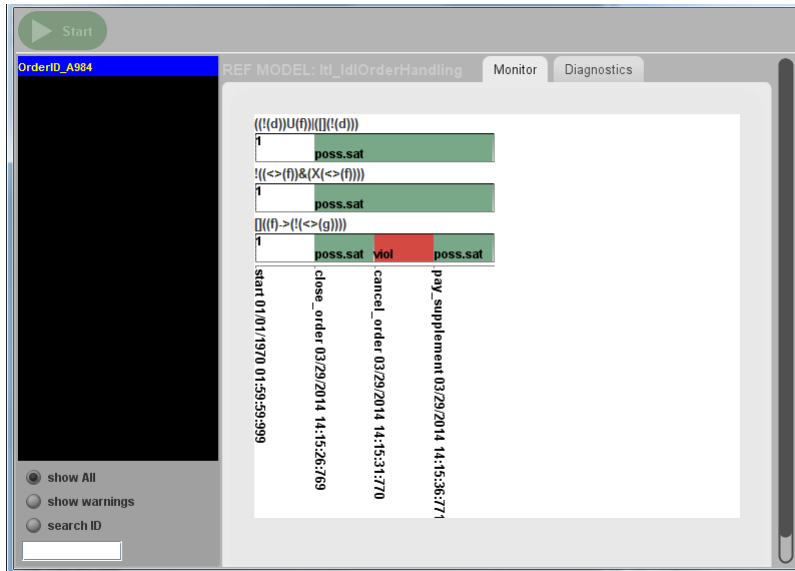 Start
OrderID_A984
REF MODEL: ltl_ldlOrderHandling
Monitor
Diagnostics
((!(d))U(f))|([](!(d)))
1
poss.sat
!((<>(f))&(X(<>(f))))
1
poss.sat
[]((f)->(!(<>(g))))
1
poss.sat viol poss.sat
start 01/01/1970 01:59:59:999
close_order 03/29/2014 14:15:26:769
cancel_order 03/29/2014 14:15:31:770
pay_supplement 03/29/2014 14:15:36:771
show All
show warnings
search ID